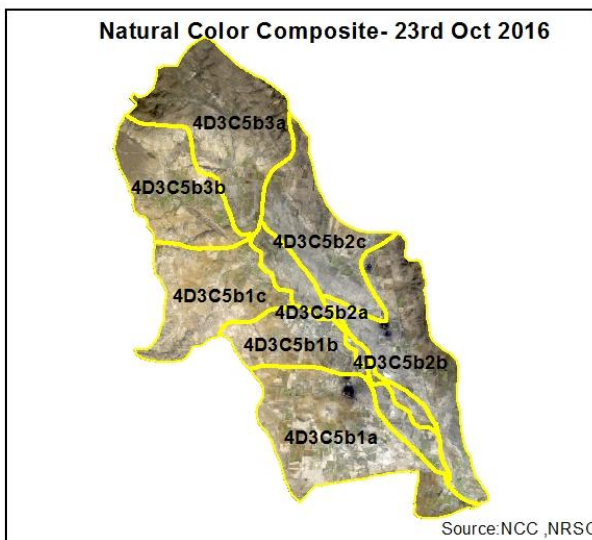 Natural Color Composite- 23rd Oct 2016
4D3C5b3a
4D3C5b3b
4D3C5b2c
4D3C5b1c
4D3C5b2a
4D3C5b1b
4D3C5b2b
4D3C5b1a
Source:NCC ,NRSC